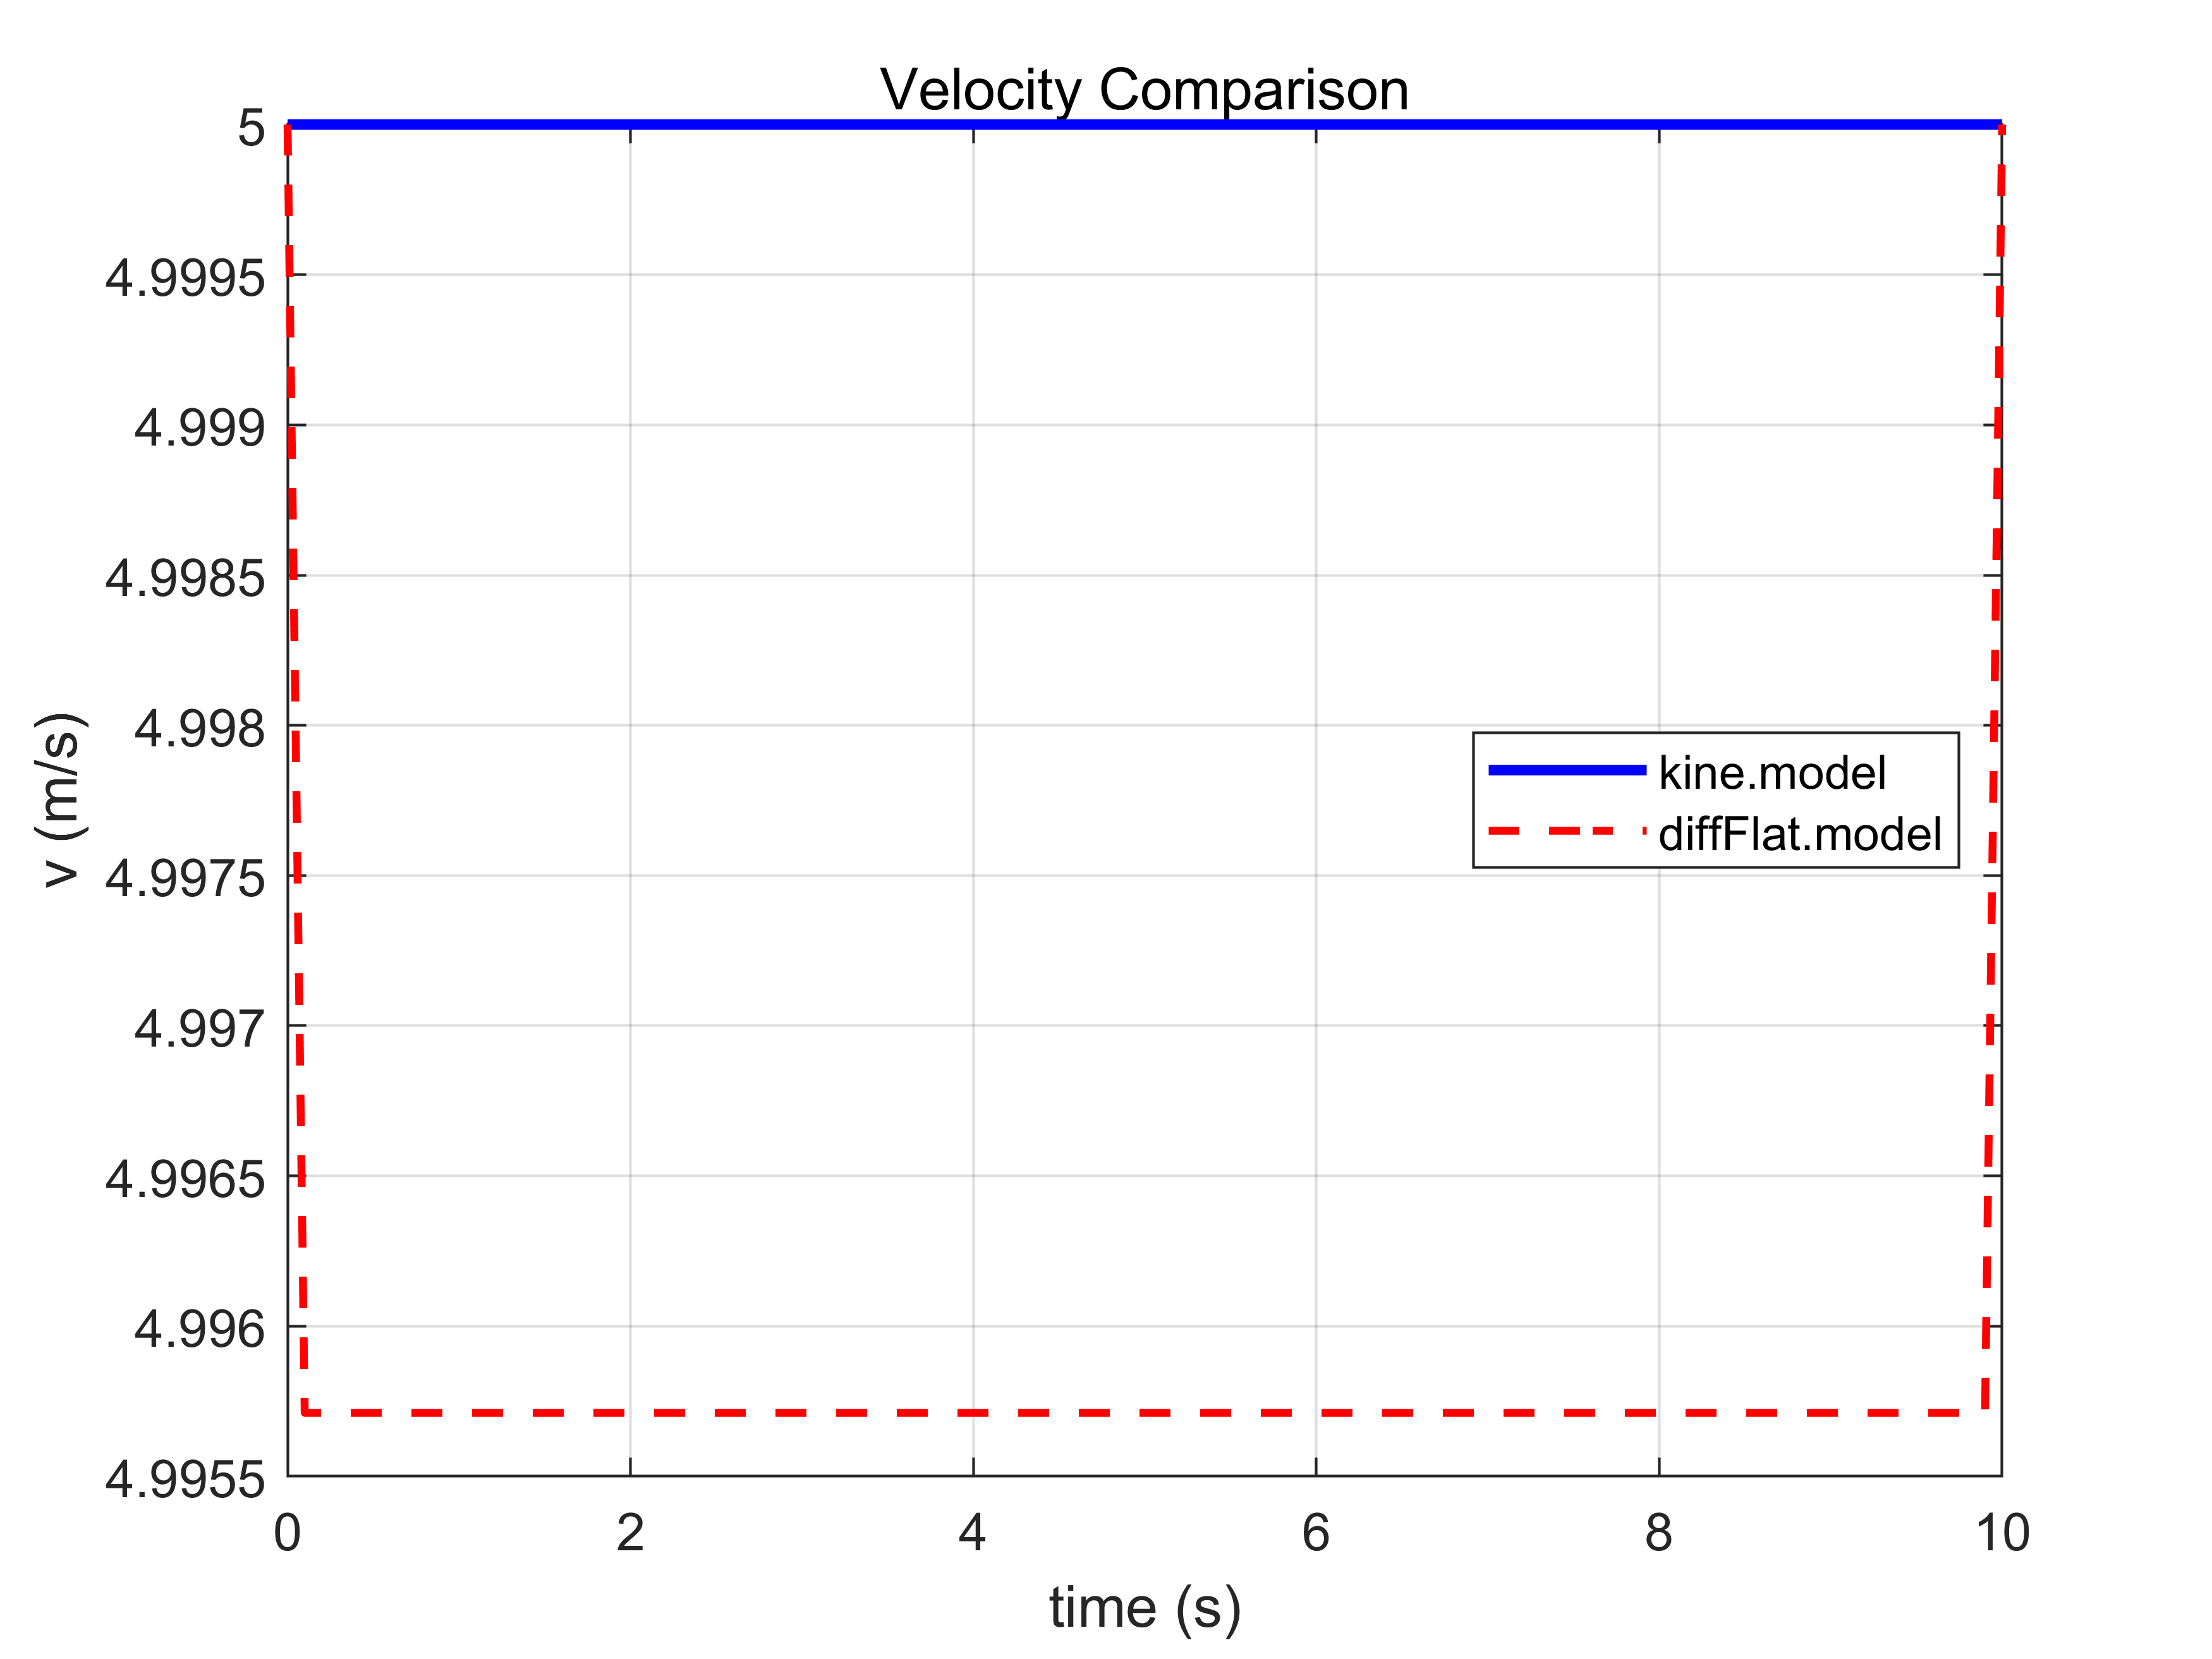 Velocity Comparison
5
4.9995
4.999
4.9985
4.998
4.9975
4.997
4.9965
4.996
4.9955
v (m/s)
kine.model
diffFlat.model
0 2 4 6 8 10
time (s)